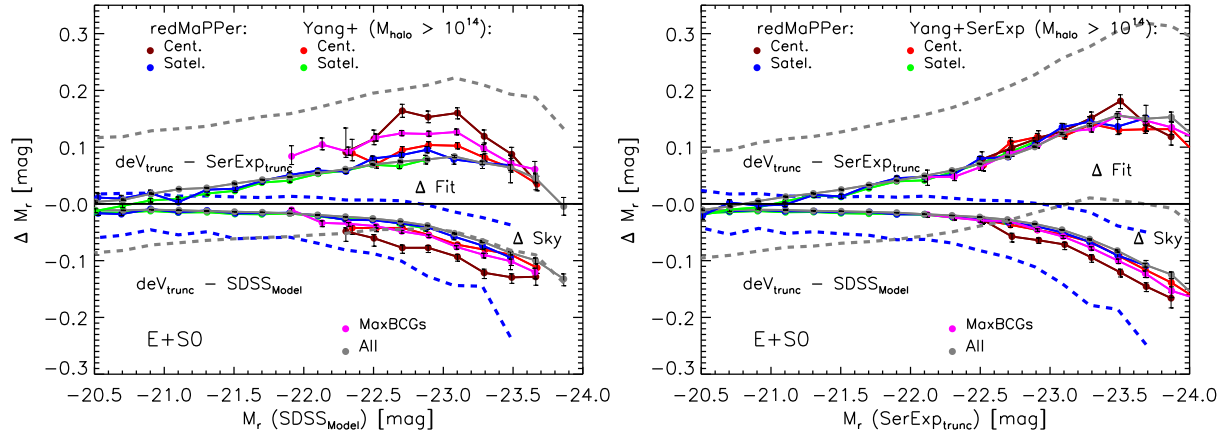 redMaPPer: Yang+ (M_halo > 10^14):
Cent. Cent.
Satel. Satel.
deV_trunc − SerExp_trunc
Δ Fit
Δ Sky
deV_trunc − SDSS_Model
E+S0
MaxBCGs
All
0.3
0.2
0.1
−0.0
−0.1
−0.2
−0.3
Δ M_r [mag]
−20.5 −21.0 −21.5 −22.0 −22.5 −23.0 −23.5 −24.0
M_r (SDSS_Model) [mag]
redMaPPer: Yang+SerExp (M_halo > 10^14):
Cent. Cent.
Satel. Satel.
deV_trunc − SerExp_trunc
Δ Fit
Δ Sky
deV_trunc − SDSS_Model
E+S0
MaxBCGs
All
0.3
0.2
0.1
−0.0
−0.1
−0.2
−0.3
Δ M_r [mag]
−20.5 −21.0 −21.5 −22.0 −22.5 −23.0 −23.5 −24.0
M_r (SerExp_trunc) [mag]